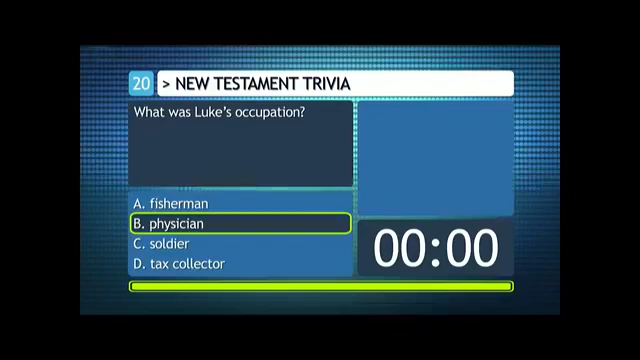 20 > NEW TESTAMENT TRIVIA
What was Luke's occupation?
A. fisherman
B. physician
C. soldier
D. tax collector
00:00